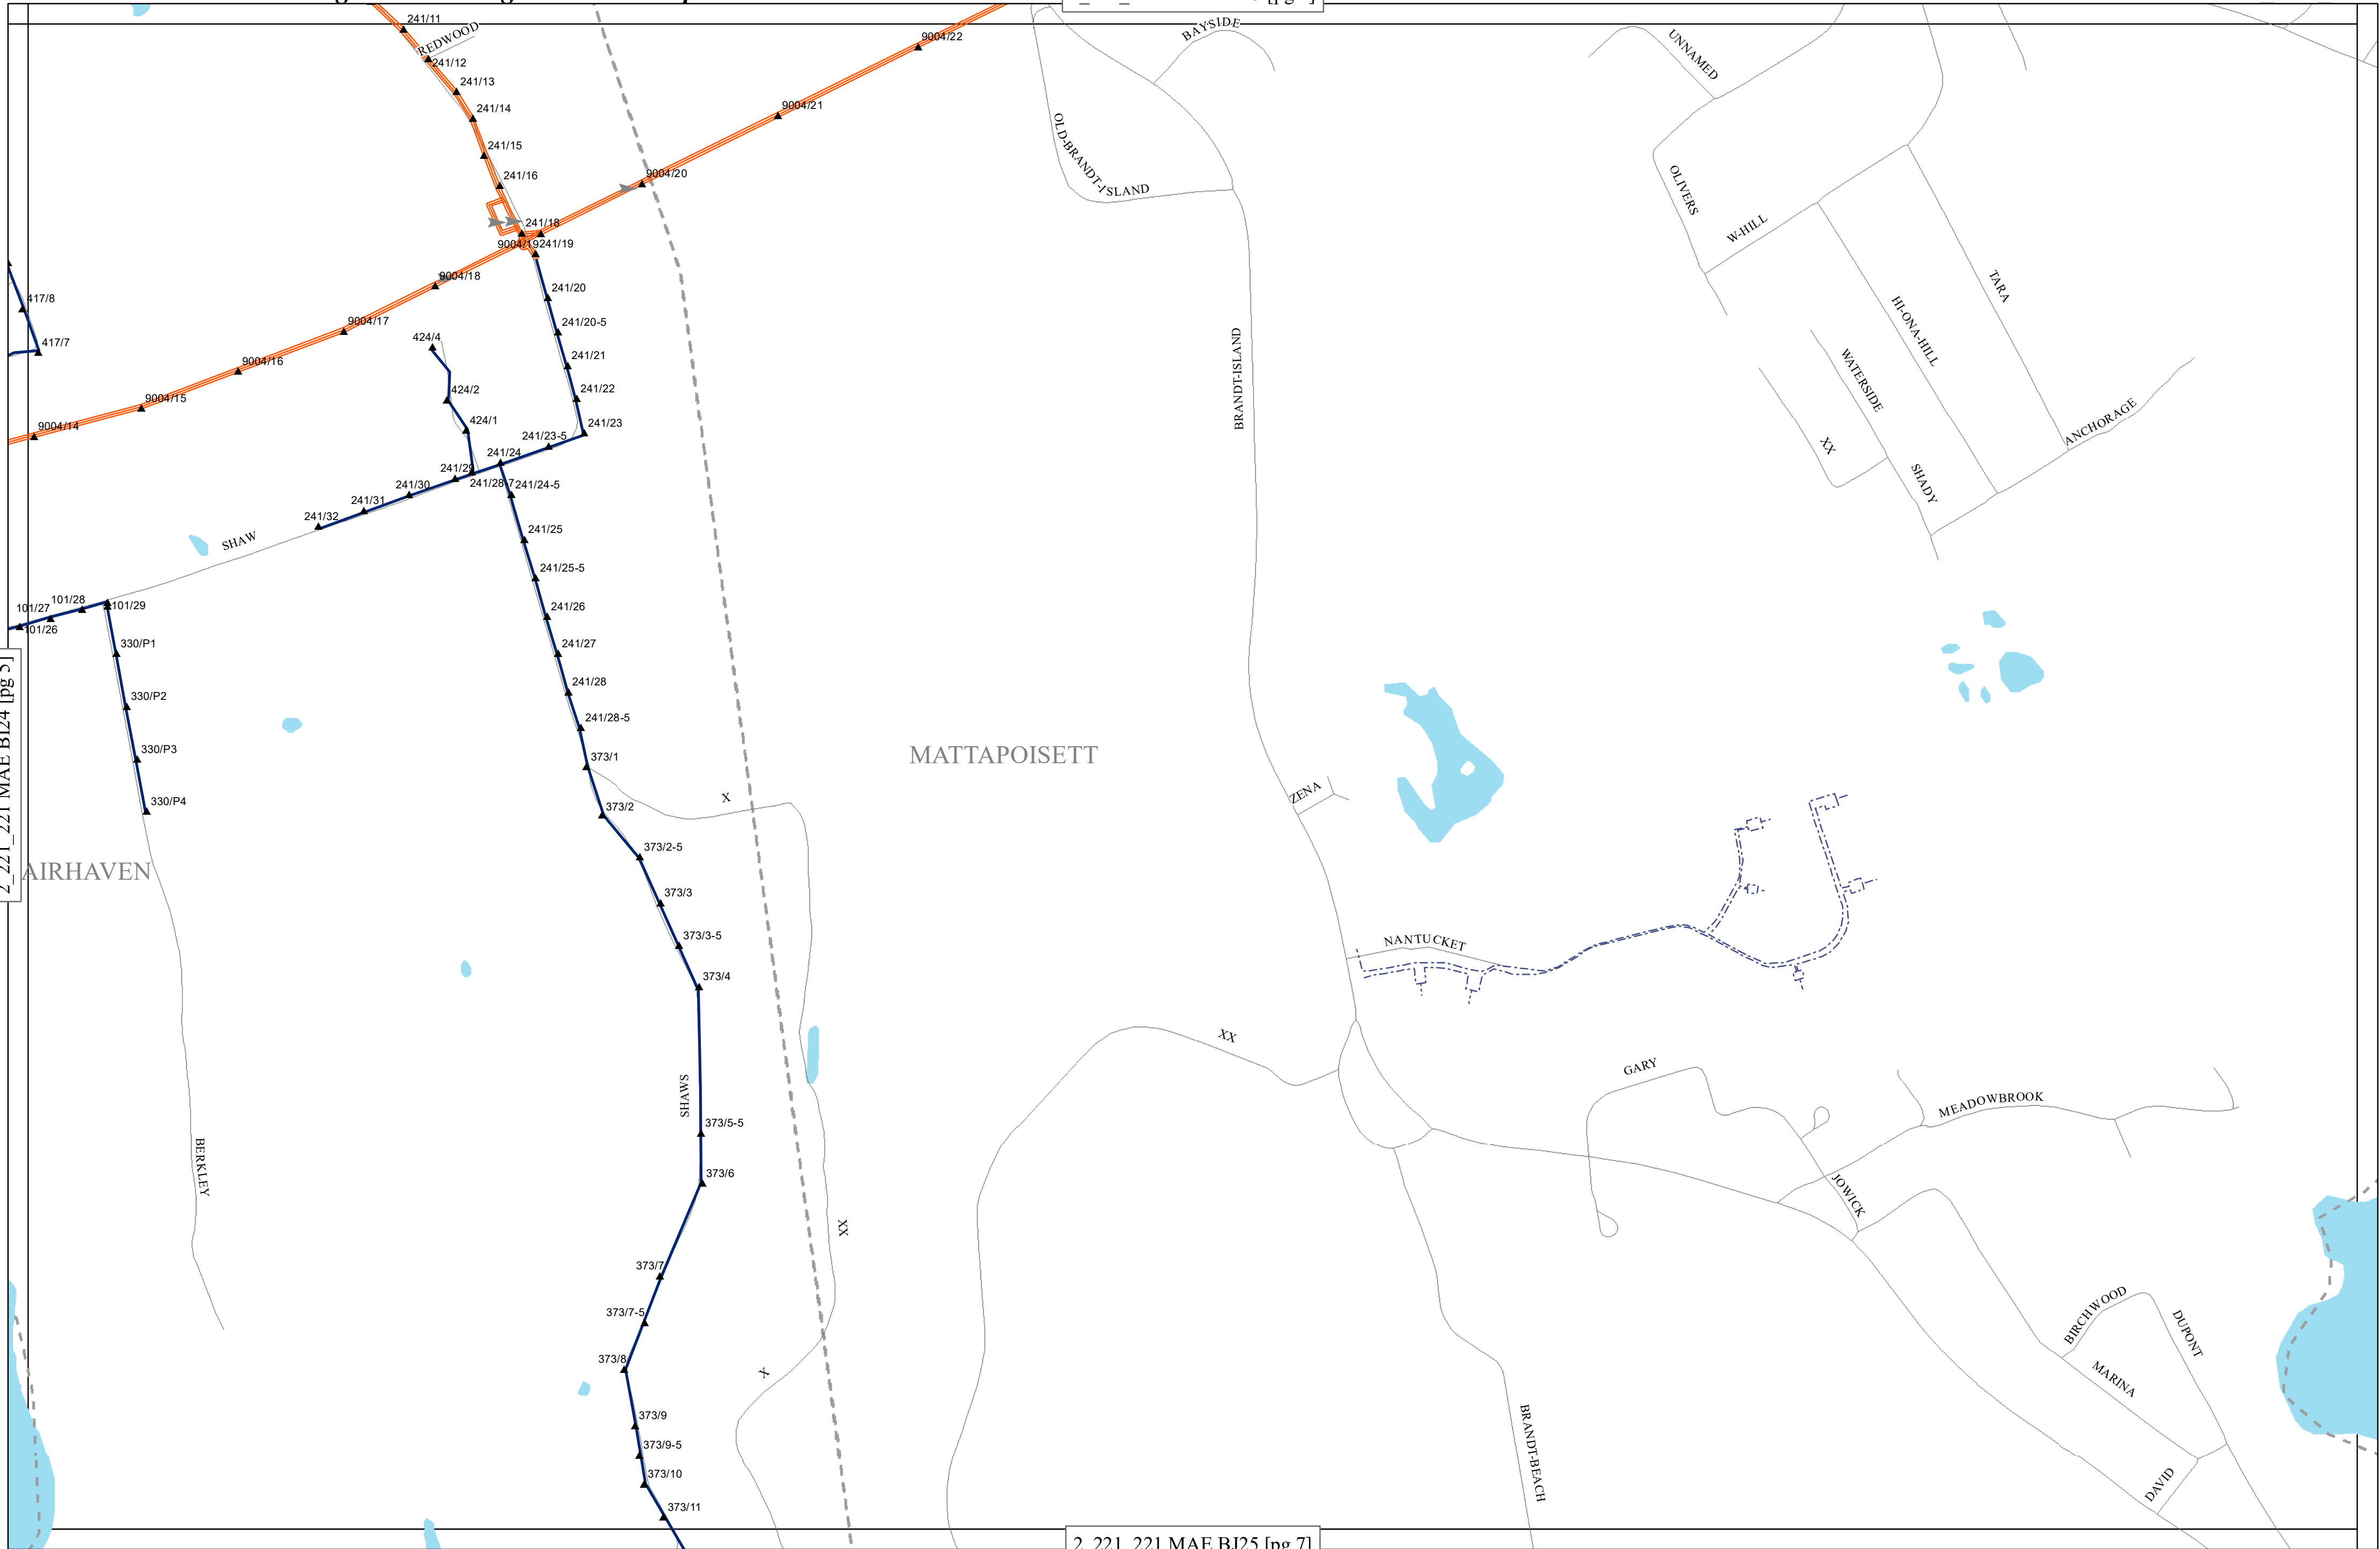 241/11
REDWOOD
9004/22
BAYSIDE
UNNAMED
241/12
241/13
241/14
9004/21
OLD-BRANDT-ISLAND
241/15
241/16
9004/20
OLIVERS
W-HILL
241/18
9004/19
241/19
9004/18
241/20
TARA
417/8
HI-ONA-HILL
9004/17
241/20-5
424/4
417/7
241/21
BRANDT-ISLAND
9004/16
WATERSIDE
424/2
241/22
9004/15
424/1
241/23
9004/14
241/23-5
ANCHORAGE
XX
241/24
241/29
241/28-7
241/24-5
SHADY
241/30
241/31
241/32
241/25
SHAW
241/25-5
101/28
101/27
101/29
241/26
101/26
330/P1
241/27
2_221_221 MAE BI24 [pg 5]
241/28
330/P2
241/28-5
330/P3
373/1
MATTAPOISETT
X
ZENA
330/P4
373/2
373/2-5
AIRHAVEN
373/3
373/3-5
NANTUCKET
373/4
XX
GARY
SHAWS
MEADOWBROOK
373/5-5
BERKLEY
373/6
JOWICK
XX
373/7
373/7-5
BIRCHWOOD
DUPONT
373/8
X
MARINA
373/9
BRANDT-BEACH
373/9-5
373/10
DAVID
373/11
2_221_221 MAE BJ25 [pg 7]